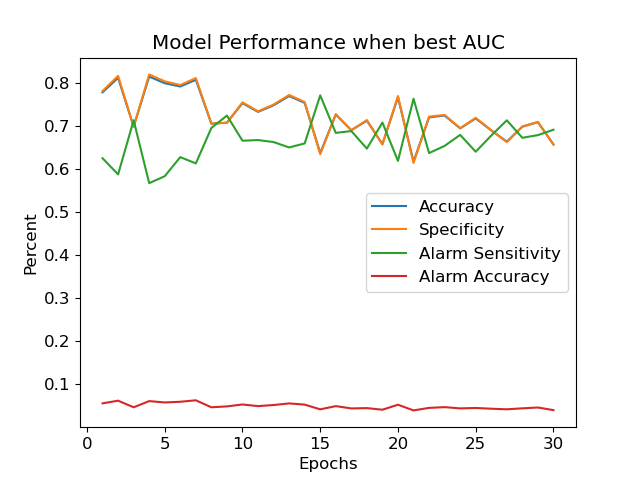 Model Performance when best AUC
0.8
0.7
0.6
0.5
0.4
0.3
0.2
0.1
Percent
Accuracy
Specificity
Alarm Sensitivity
Alarm Accuracy
0 5 10 15 20 25 30
Epochs